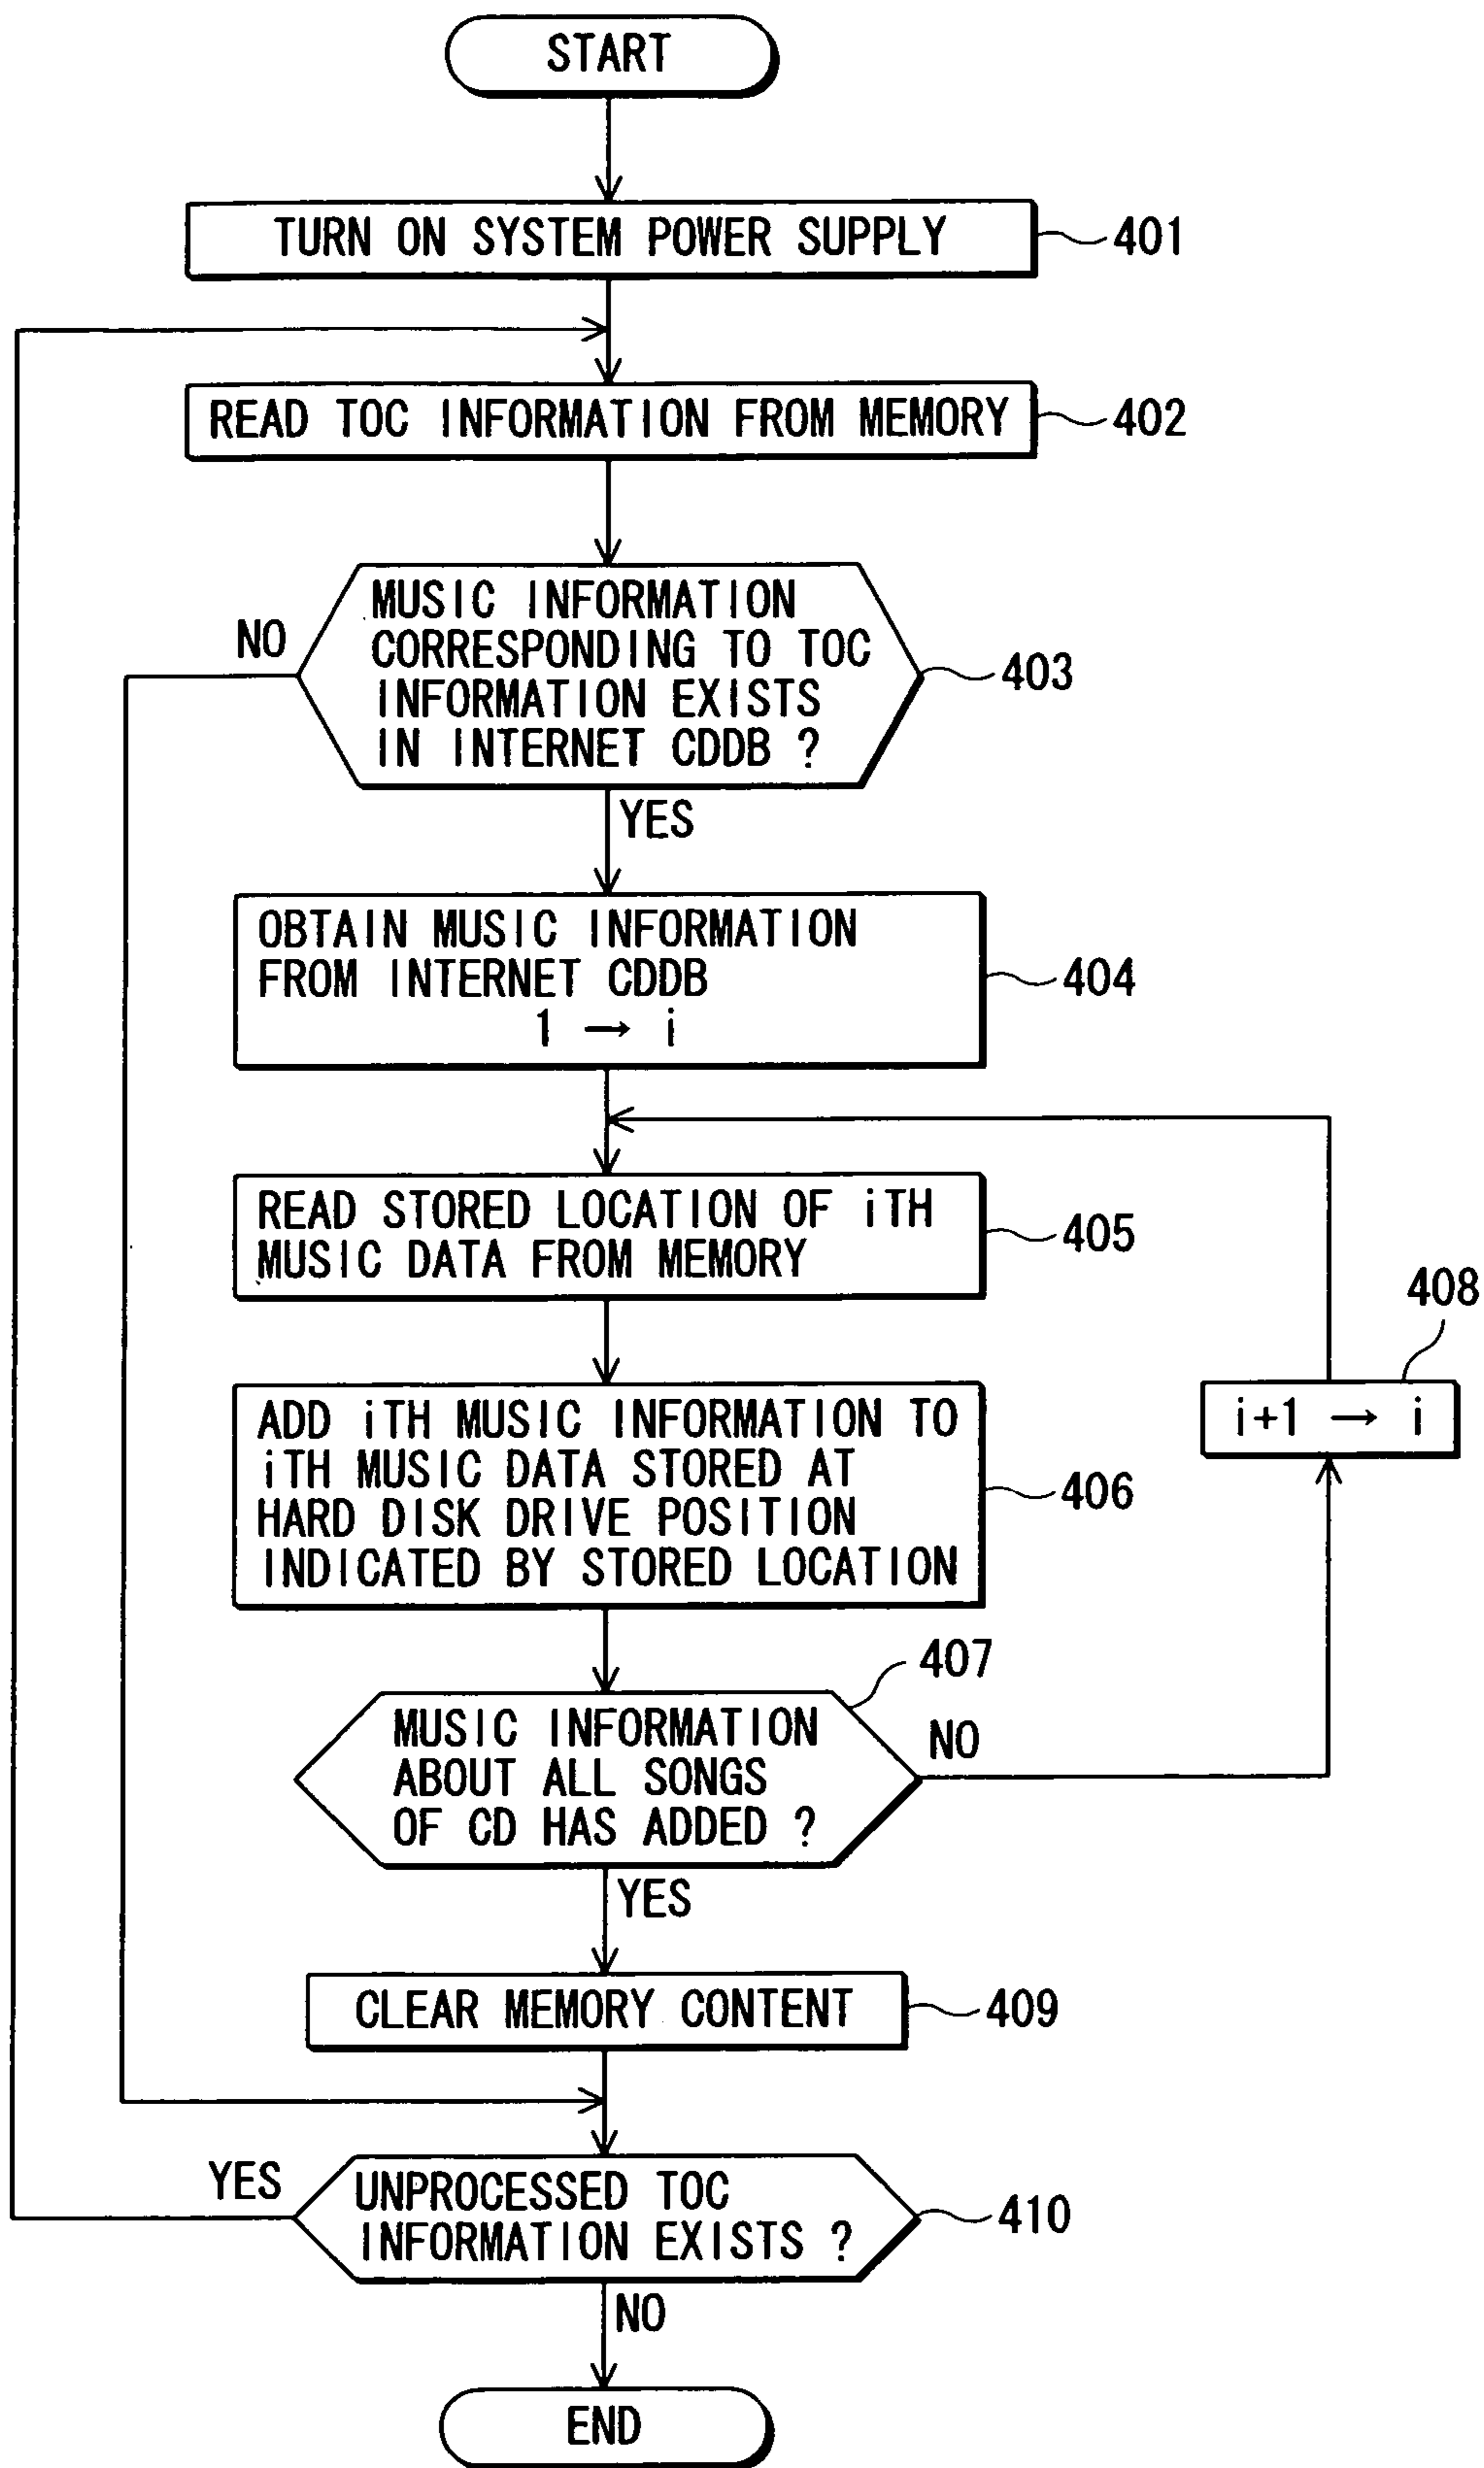 START
TURN ON SYSTEM POWER SUPPLY
401
READ TOC INFORMATION FROM MEMORY
402
MUSIC INFORMATION
CORRESPONDING TO TOC
INFORMATION EXISTS
IN INTERNET CDDB ?
NO
403
YES
OBTAIN MUSIC INFORMATION
FROM INTERNET CDDB
1 → i
404
READ STORED LOCATION OF iTH
MUSIC DATA FROM MEMORY
405
408
i+1 → i
ADD iTH MUSIC INFORMATION TO
iTH MUSIC DATA STORED AT
HARD DISK DRIVE POSITION
INDICATED BY STORED LOCATION
406
407
MUSIC INFORMATION
ABOUT ALL SONGS
OF CD HAS ADDED ?
NO
YES
CLEAR MEMORY CONTENT
409
YES
UNPROCESSED TOC
INFORMATION EXISTS ?
410
NO
END